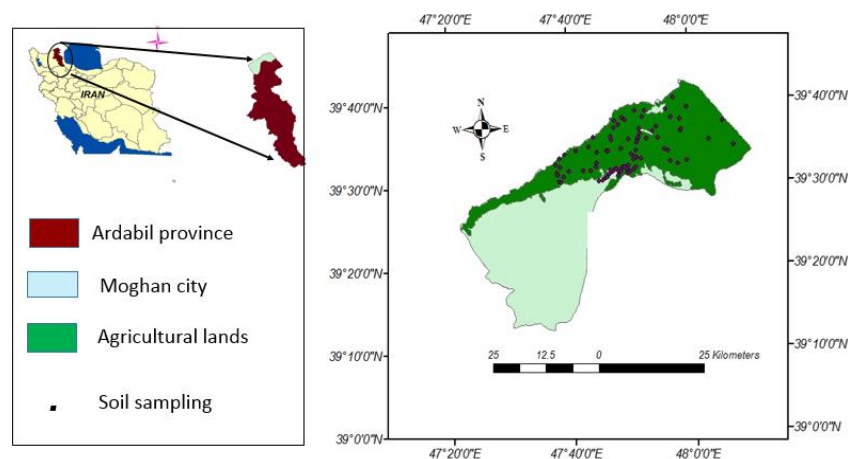 IRAN
Ardabil province
Moghan city
Agricultural lands
Soil sampling
47°20'0"E 47°40'0"E 48°0'0"E
39°40'0"N 39°40'0"N
39°30'0"N 39°30'0"N
39°20'0"N 39°20'0"N
39°10'0"N 39°10'0"N
39°0'0"N 39°0'0"N
N
W E
S
25 12.5 0 25 Kilometers
47°20'0"E 47°40'0"E 48°0'0"E